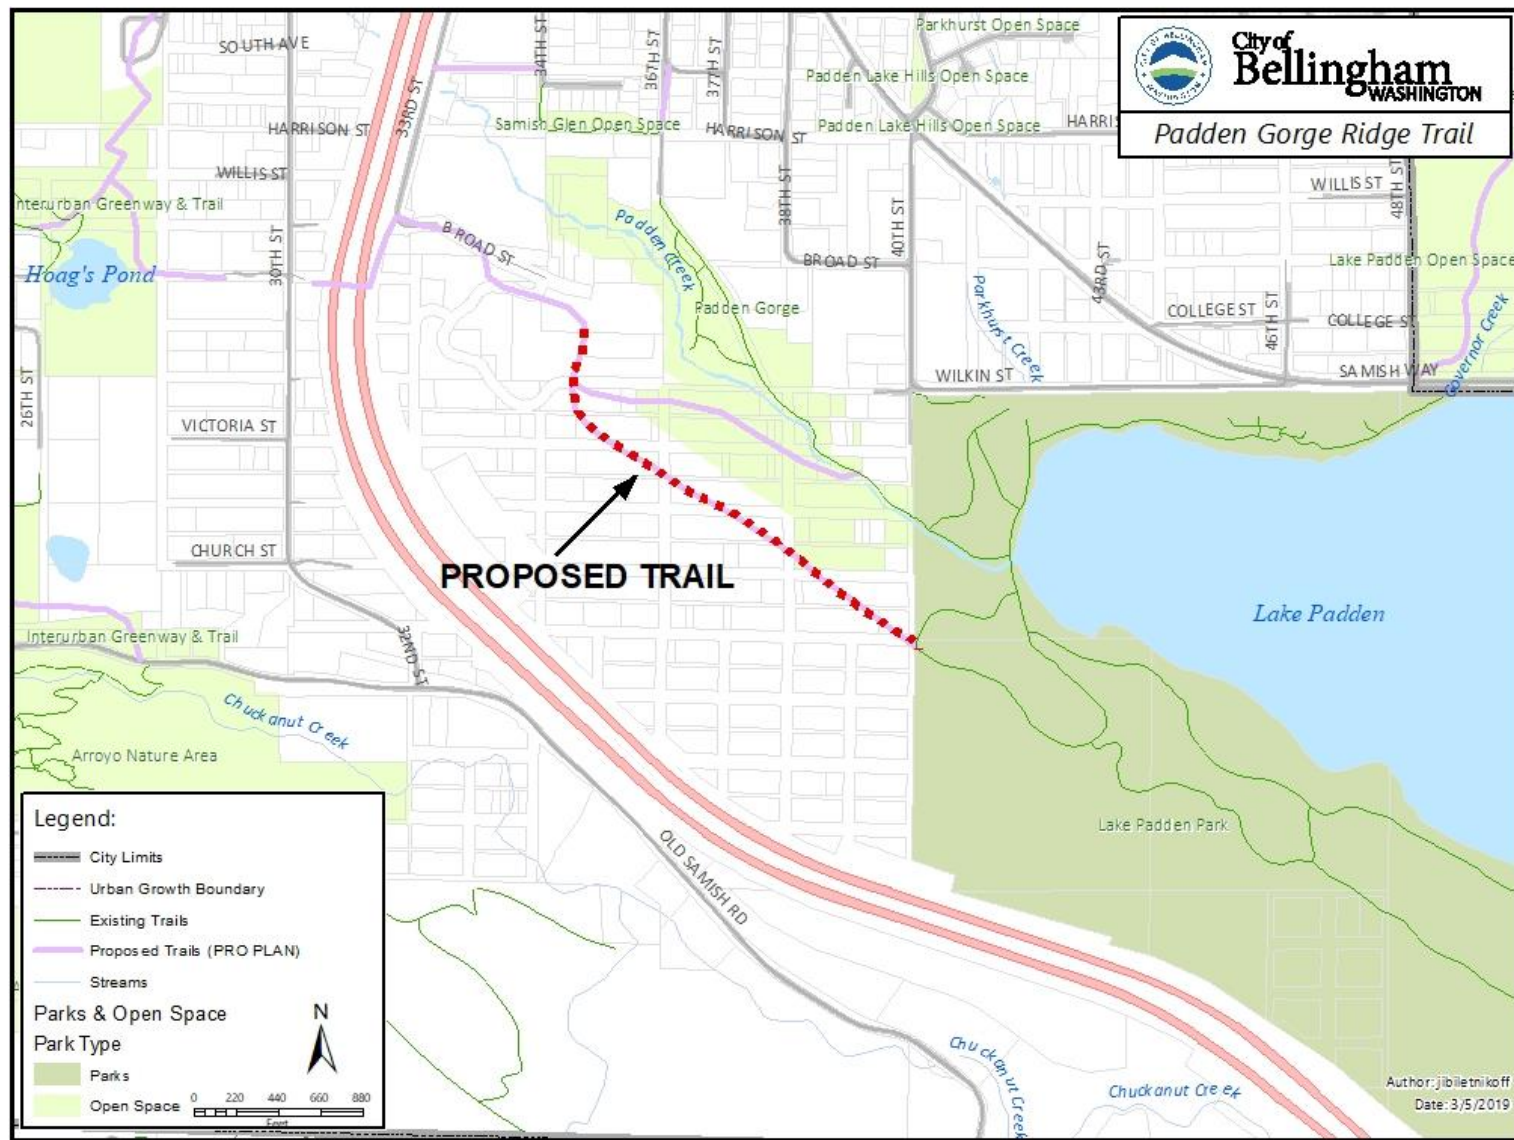 City of
Bellingham
WASHINGTON
Padden Gorge Ridge Trail
SOUTH AVE
34TH ST
36TH ST
37TH ST
Parkhurst Open Space
Padden Lake Hills Open Space
33RD ST
HARRISON ST
Samish Glen Open Space
HARRISON ST
Padden Lake Hills Open Space
WILLIS ST
WILLIS ST
48TH ST
Interurban Greenway & Trail
38TH ST
40TH ST
Padden Creek
BROAD ST
30TH ST
Hoag's Pond
BROAD ST
43RD ST
Lake Padden Open Space
Parkhurst Creek
Padden Gorge
COLLEGE ST
46TH ST
COLLEGE ST
Governor Creek
26TH ST
WILKIN ST
SAMISH WAY
VICTORIA ST
CHURCH ST
PROPOSED TRAIL
Lake Padden
Interurban Greenway & Trail
32ND ST
Chuckanut Creek
Arroyo Nature Area
Lake Padden Park
OLD SAMISH RD
Chuckanut Creek
Chuckanut Creek
Legend:
City Limits
Urban Growth Boundary
Existing Trails
Proposed Trails (PRO PLAN)
Streams
Parks & Open Space
Park Type
Parks
Open Space
N
0 220 440 660 880
Feet
Author: jibiletnikoff
Date: 3/5/2019